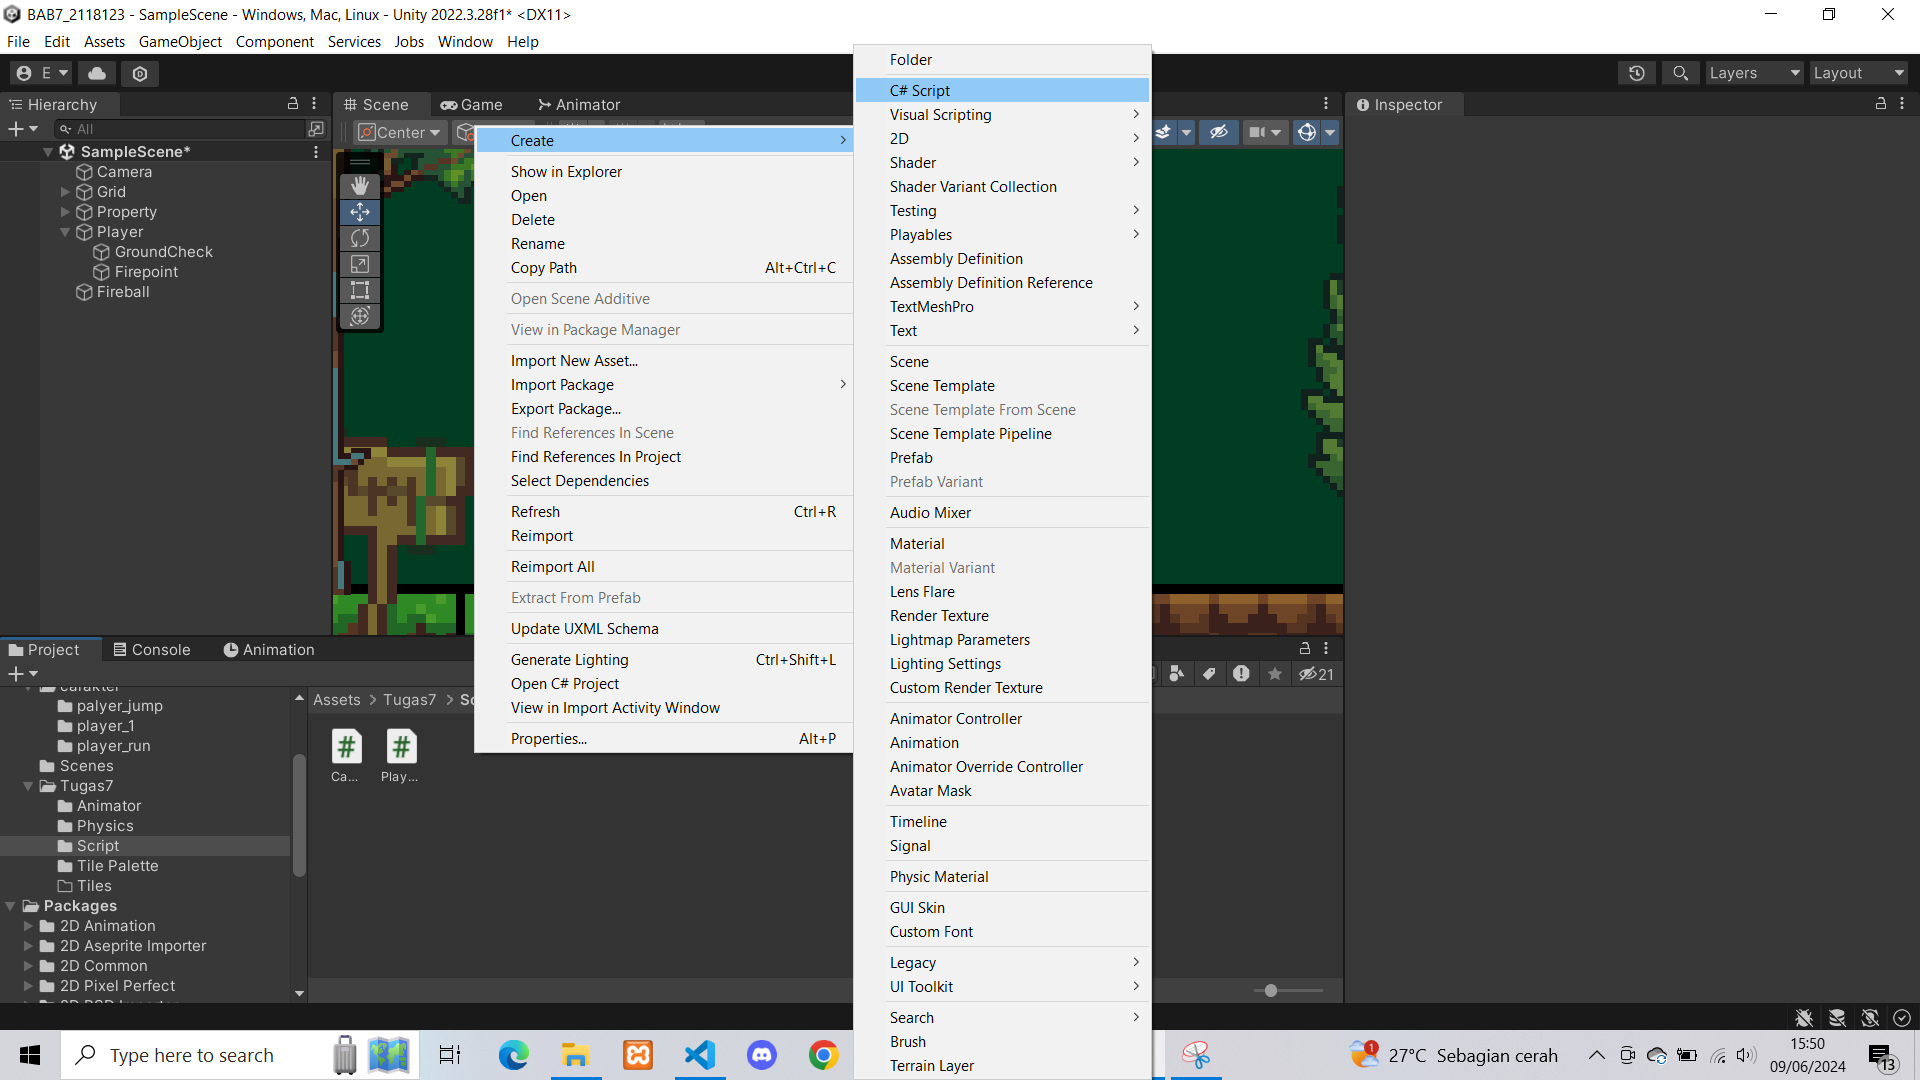 BAB7_2118123 - SampleScene - Windows, Mac, Linux - Unity 2022.3.28f1* <DX11>
File Edit Assets GameObject Component Services Jobs Window Help
E
Layers
Layout
Hierarchy
Scene
Game
Animator
Inspector
All
Center
SampleScene*
Camera
Grid
Property
Player
GroundCheck
Firepoint
Fireball
Create
Show in Explorer
Open
Delete
Rename
Copy Path Alt+Ctrl+C
Open Scene Additive
View in Package Manager
Import New Asset...
Import Package
Export Package...
Find References In Scene
Find References In Project
Select Dependencies
Refresh Ctrl+R
Reimport
Reimport All
Extract From Prefab
Update UXML Schema
Generate Lighting Ctrl+Shift+L
Open C# Project
View in Import Activity Window
Properties... Alt+P
Folder
C# Script
Visual Scripting
2D
Shader
Shader Variant Collection
Testing
Playables
Assembly Definition
Assembly Definition Reference
TextMeshPro
Text
Scene
Scene Template
Scene Template From Scene
Scene Template Pipeline
Prefab
Prefab Variant
Audio Mixer
Material
Material Variant
Lens Flare
Render Texture
Lightmap Parameters
Lighting Settings
Custom Render Texture
Animator Controller
Animation
Animator Override Controller
Avatar Mask
Timeline
Signal
Physic Material
GUI Skin
Custom Font
Legacy
UI Toolkit
Search
Brush
Terrain Layer
Project
Console
Animation
21
palyer_jump
player_1
player_run
Scenes
Tugas7
Animator
Physics
Script
Tile Palette
Tiles
Packages
2D Animation
2D Aseprite Importer
2D Common
2D Pixel Perfect
Assets > Tugas7 > Sc
Ca...
Play...
Type here to search
1
27°C Sebagian cerah
15:50
09/06/2024
13